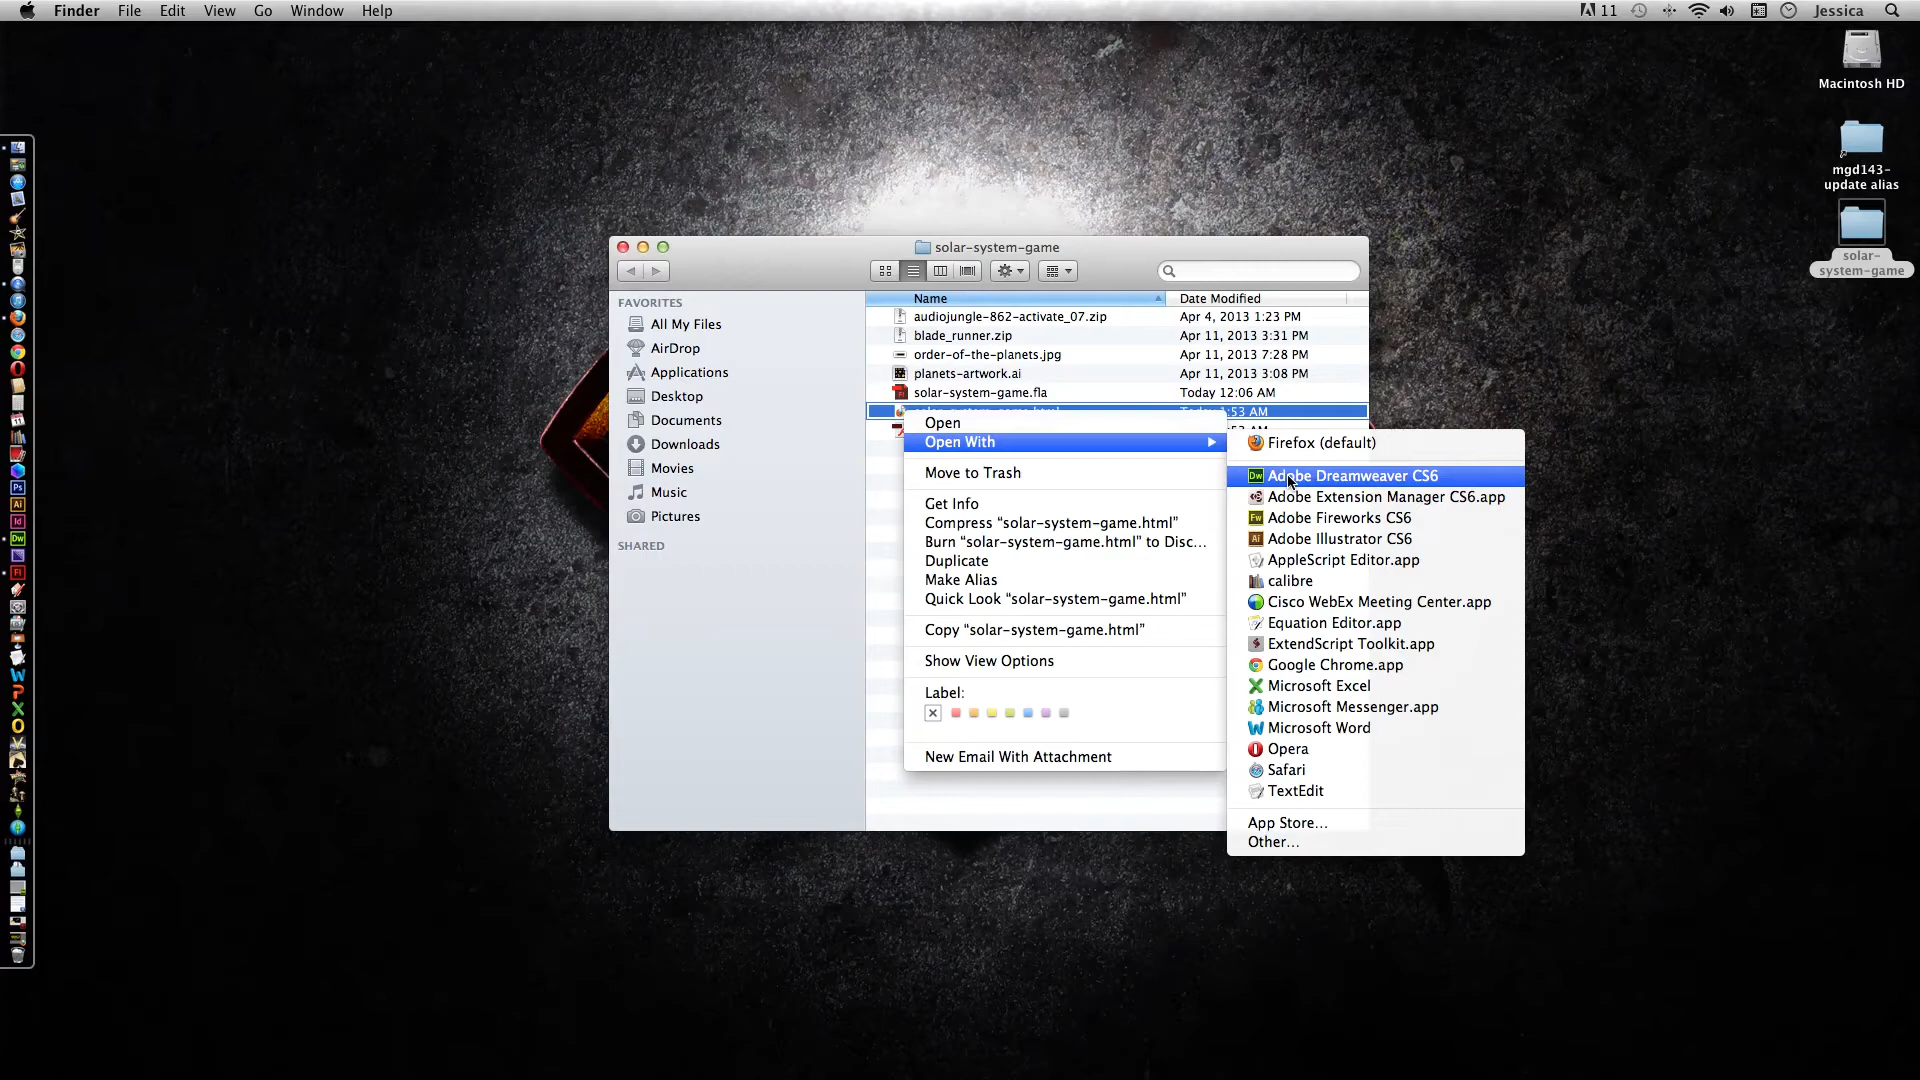 Finder File Edit View Go Window Help
11 Jessica
Macintosh HD
mgd143-
update alias
solar-
system-game
solar-system-game
FAVORITES
All My Files
AirDrop
Applications
Desktop
Documents
Downloads
Movies
Music
Pictures
SHARED
Name Date Modified
audiojungle-862-activate_07.zip Apr 4, 2013 1:23 PM
blade_runner.zip Apr 11, 2013 3:31 PM
order-of-the-planets.jpg Apr 11, 2013 7:28 PM
planets-artwork.ai Apr 11, 2013 3:08 PM
solar-system-game.fla Today 12:06 AM
solar-system-game.html :53 AM
Open
Open With
Move to Trash
Get Info
Compress “solar-system-game.html”
Burn “solar-system-game.html” to Disc…
Duplicate
Make Alias
Quick Look “solar-system-game.html”
Copy “solar-system-game.html”
Show View Options
Label:
New Email With Attachment
Firefox (default)
Adobe Dreamweaver CS6
Adobe Extension Manager CS6.app
Adobe Fireworks CS6
Adobe Illustrator CS6
AppleScript Editor.app
calibre
Cisco WebEx Meeting Center.app
Equation Editor.app
ExtendScript Toolkit.app
Google Chrome.app
Microsoft Excel
Microsoft Messenger.app
Microsoft Word
Opera
Safari
TextEdit
App Store…
Other…